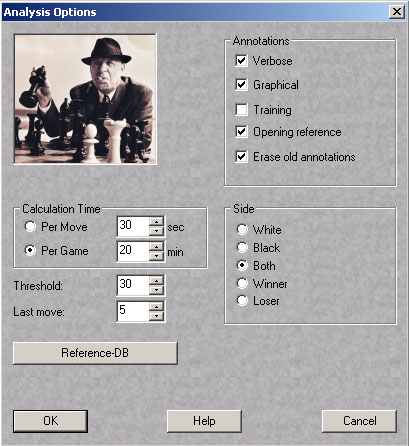 Analysis Options
Annotations
Verbose
Graphical
Training
Opening reference
Erase old annotations
Calculation Time
Per Move 30 sec
Per Game 20 min
Threshold: 30
Last move: 5
Side
White
Black
Both
Winner
Loser
Reference-DB
OK Help Cancel